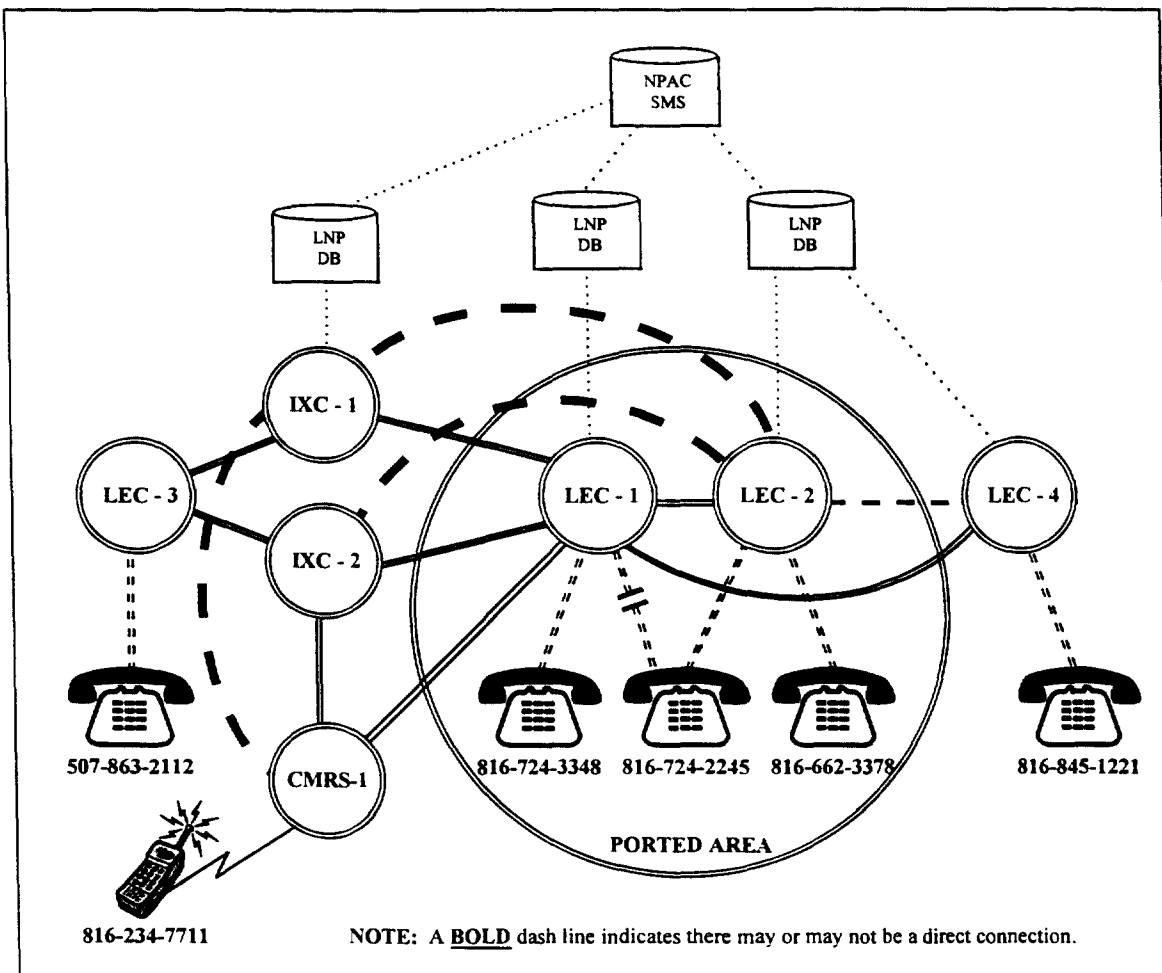 NPAC
SMS
LNP
DB
LNP
DB
LNP
DB
IXC - 1
LEC - 3
LEC - 1
LEC - 2
LEC - 4
IXC - 2
507-863-2112
816-724-3348
816-724-2245
816-662-3378
816-845-1221
CMRS-1
PORTED AREA
816-234-7711
NOTE: A BOLD dash line indicates there may or may not be a direct connection.